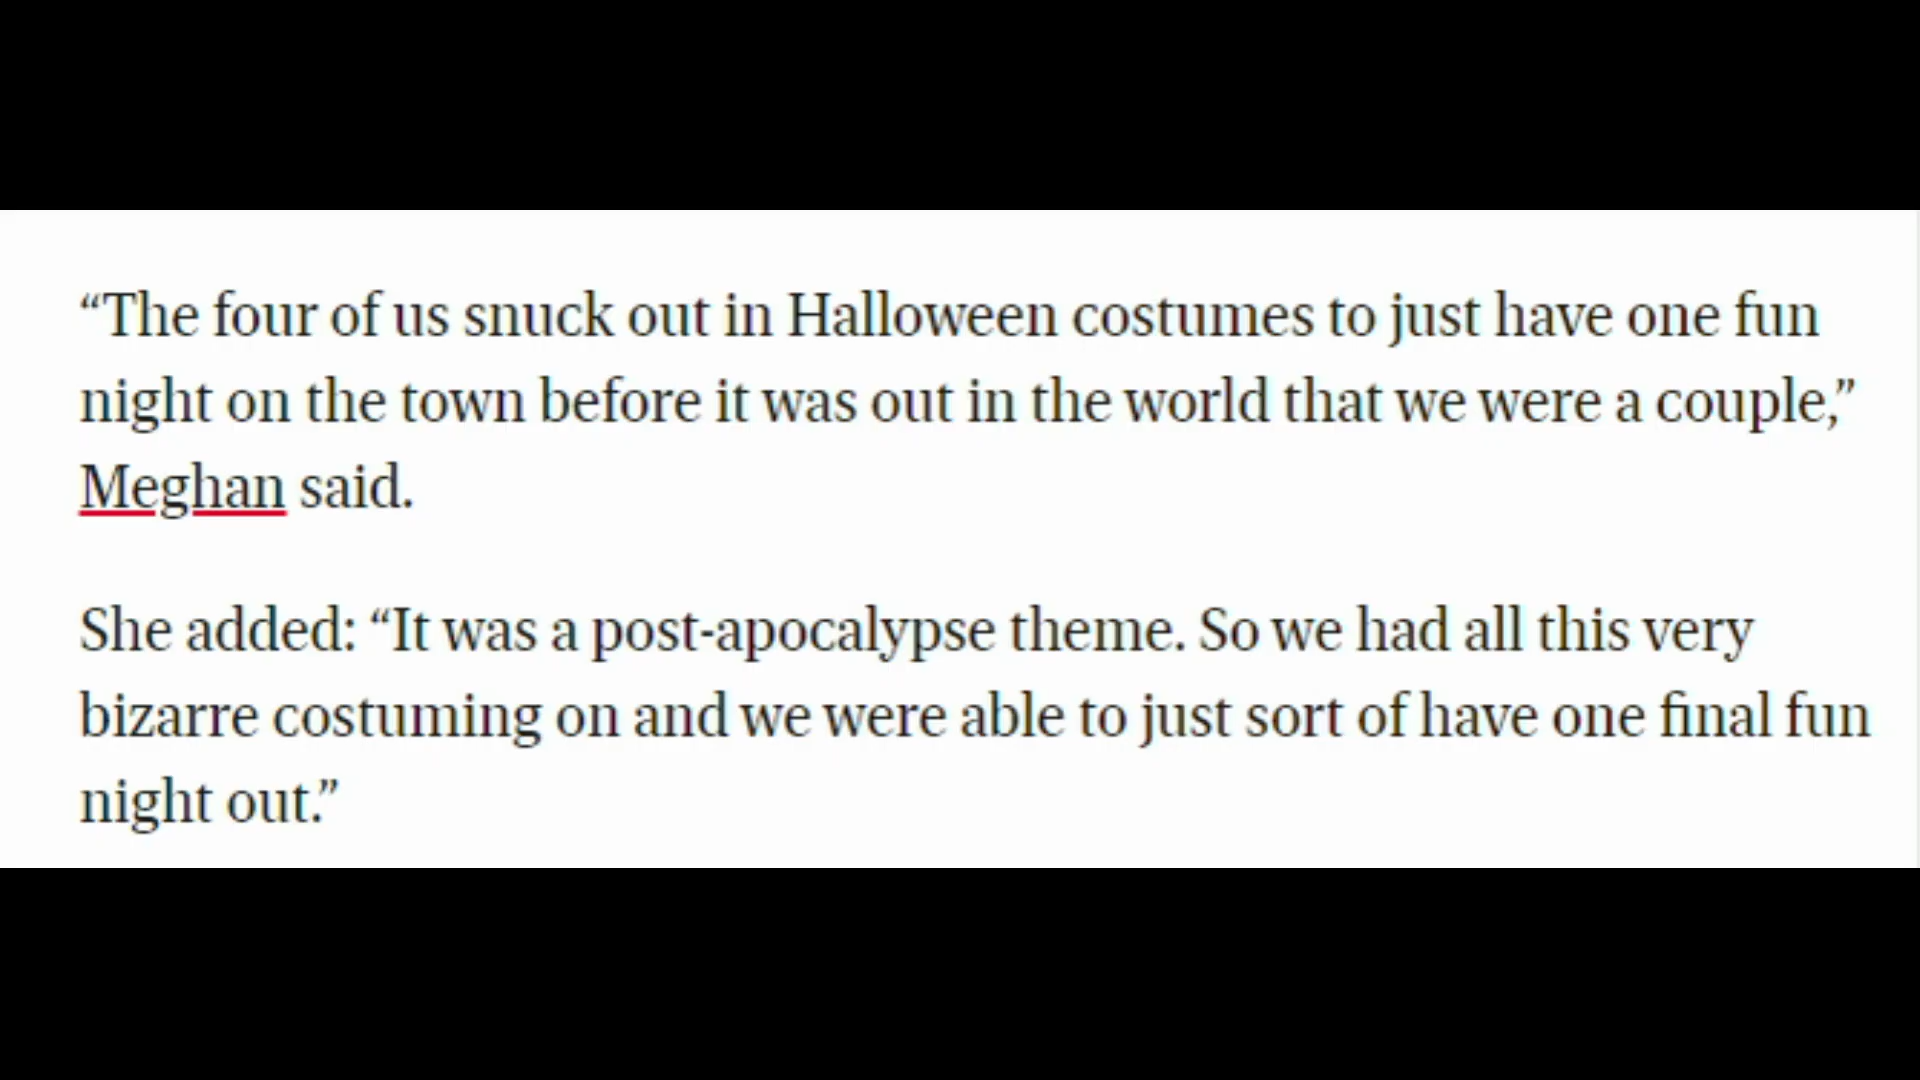 “The four of us snuck out in Halloween costumes to just have one fun
night on the town before it was out in the world that we were a couple,”
Meghan said.
She added: “It was a post-apocalypse theme. So we had all this very
bizarre costuming on and we were able to just sort of have one final fun
night out.”